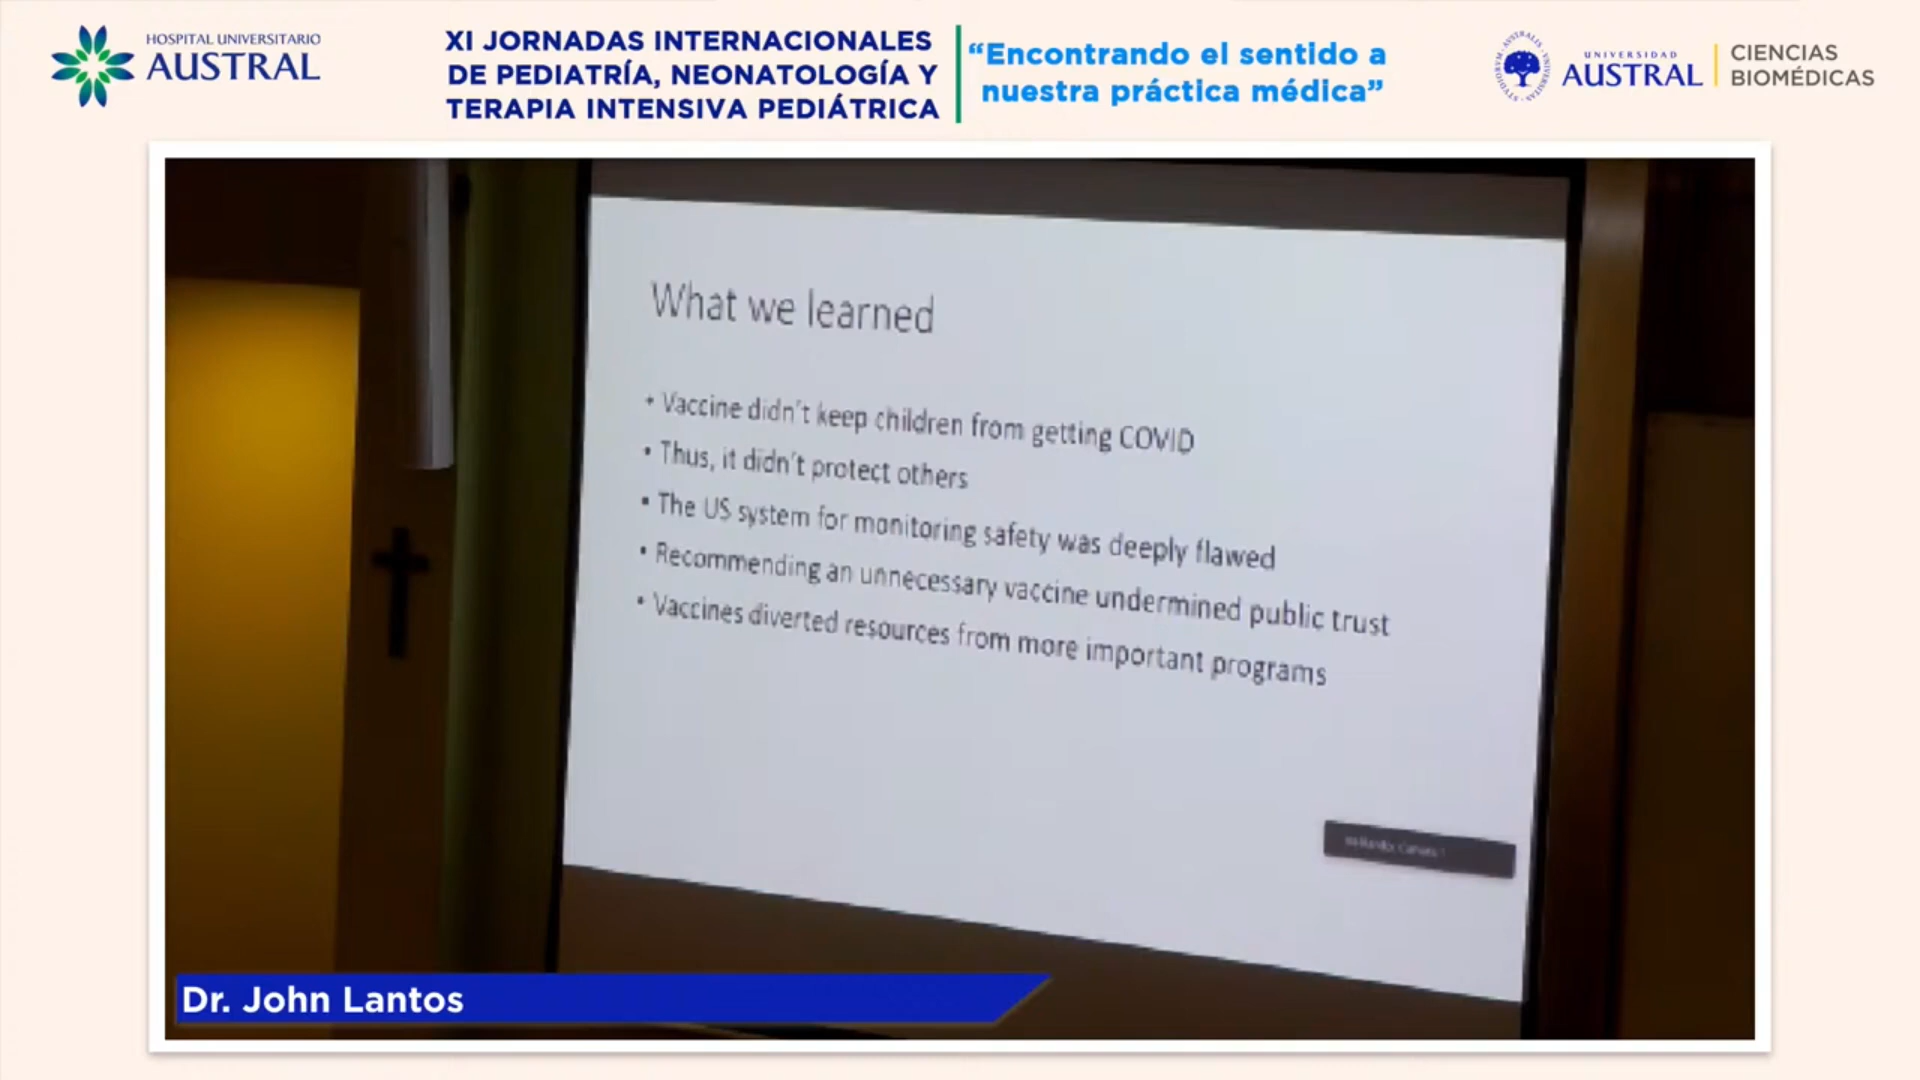 HOSPITAL UNIVERSITARIO
AUSTRAL
XI JORNADAS INTERNACIONALES
DE PEDIATRÍA, NEONATOLOGÍA Y
TERAPIA INTENSIVA PEDIÁTRICA
“Encontrando el sentido a
nuestra práctica médica”
UNIVERSIDAD
AUSTRAL
CIENCIAS
BIOMÉDICAS
What we learned
• Vaccine didn't keep children from getting COVID
• Thus, it didn't protect others
• The US system for monitoring safety was deeply flawed
• Recommending an unnecessary vaccine undermined public trust
• Vaccines diverted resources from more important programs
Dr. John Lantos